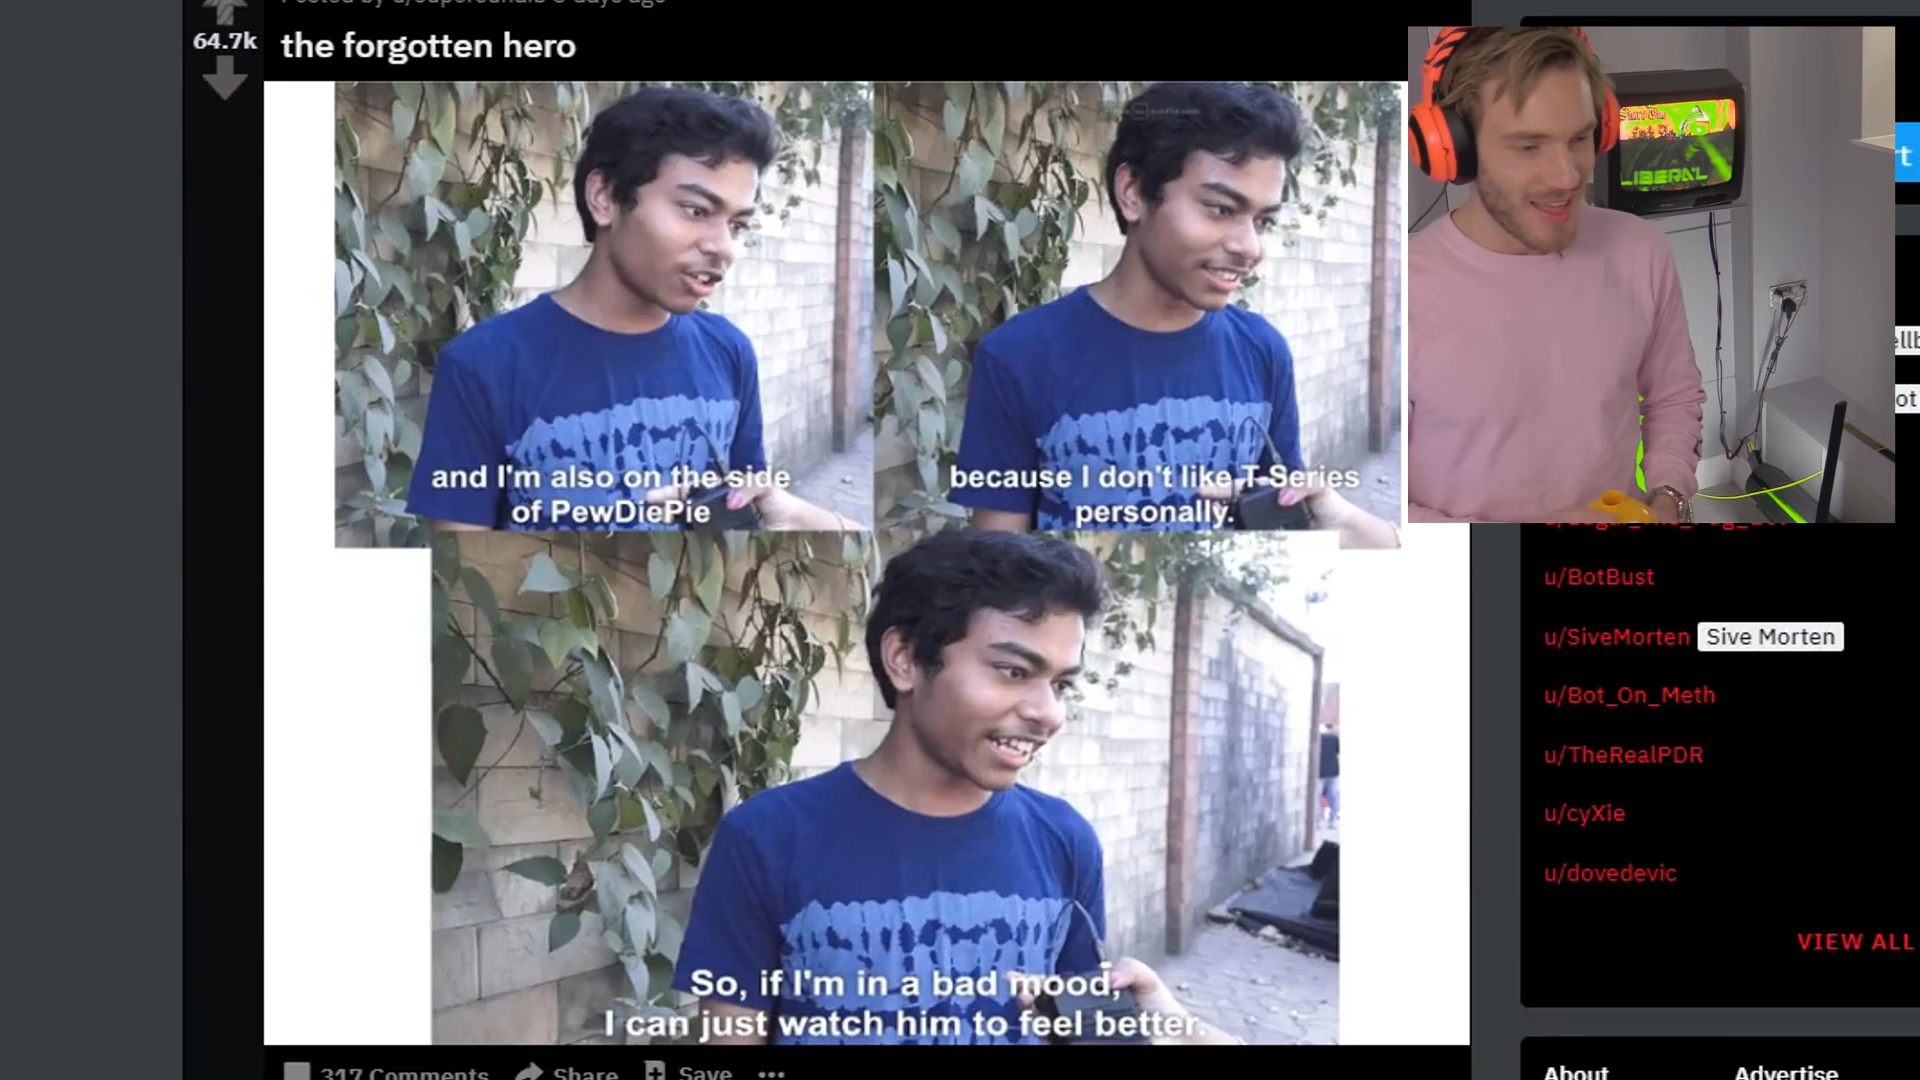 64.7k
the forgotten hero
and I'm also on the side
of PewDiePie
because I don't like T-Series
personally.
So, if I'm in a bad mood,
I can just watch him to feel better.
LIBERAL
u/BotBust
u/SiveMorten Sive Morten
u/Bot_On_Meth
u/TheRealPDR
u/cyXie
u/dovedevic
VIEW ALL
317 Comments
Share
Save
About
Advertise